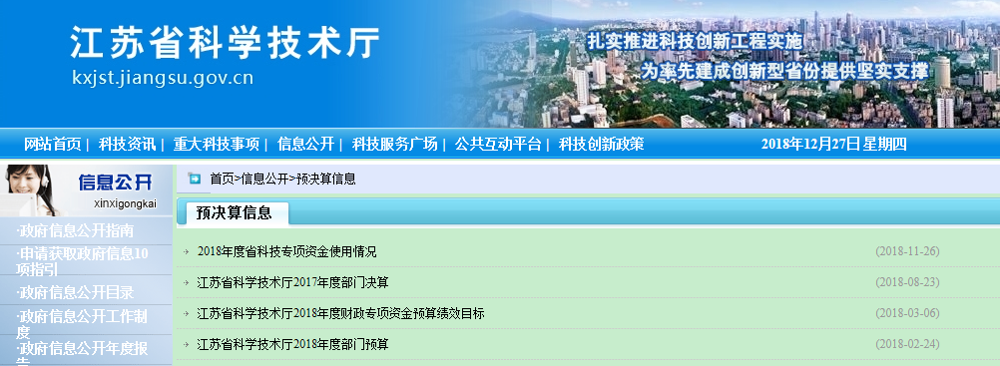 江苏省科学技术厅
kxjst.jiangsu.gov.cn
扎实推进科技创新工程实施
为率先建成创新型省份提供坚实支撑
网站首页 | 科技资讯 | 重大科技事项 | 信息公开 | 科技服务广场 | 公共互动平台 | 科技创新政策 2018年12月27日 星期四
信息公开
xinxigongkai
·政府信息公开指南
·申请获取政府信息10
项指引
·政府信息公开目录
·政府信息公开工作制
度
·政府信息公开年度报
告
首页>信息公开>预决算信息
预决算信息
2018年度省科技专项资金使用情况 (2018-11-26)
江苏省科学技术厅2017年度部门决算 (2018-08-23)
江苏省科学技术厅2018年度财政专项资金预算绩效目标 (2018-03-06)
江苏省科学技术厅2018年度部门预算 (2018-02-24)